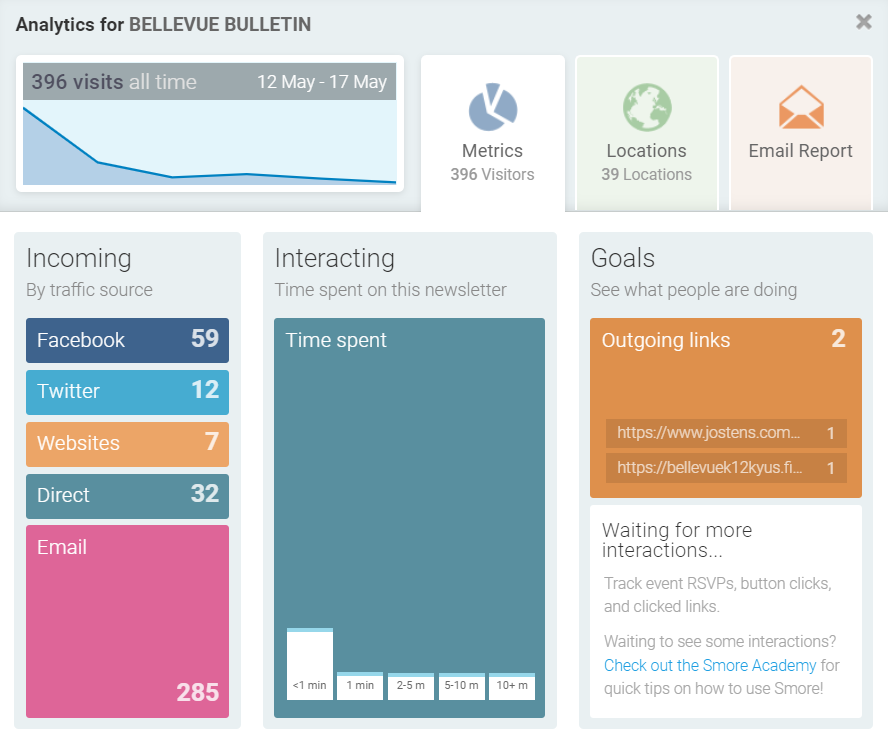 Analytics for BELLEVUE BULLETIN
396 visits all time 12 May - 17 May
Metrics
396 Visitors
Locations
39 Locations
Email Report
Incoming
By traffic source
Facebook 59
Twitter 12
Websites 7
Direct 32
Email
285
Interacting
Time spent on this newsletter
Time spent
<1 min 1 min 2-5 m 5-10 m 10+ m
Goals
See what people are doing
Outgoing links 2
https://www.jostens.com... 1
https://bellevuek12kyus.fi... 1
Waiting for more
interactions...
Track event RSVPs, button clicks,
and clicked links.
Waiting to see some interactions?
Check out the Smore Academy for
quick tips on how to use Smore!